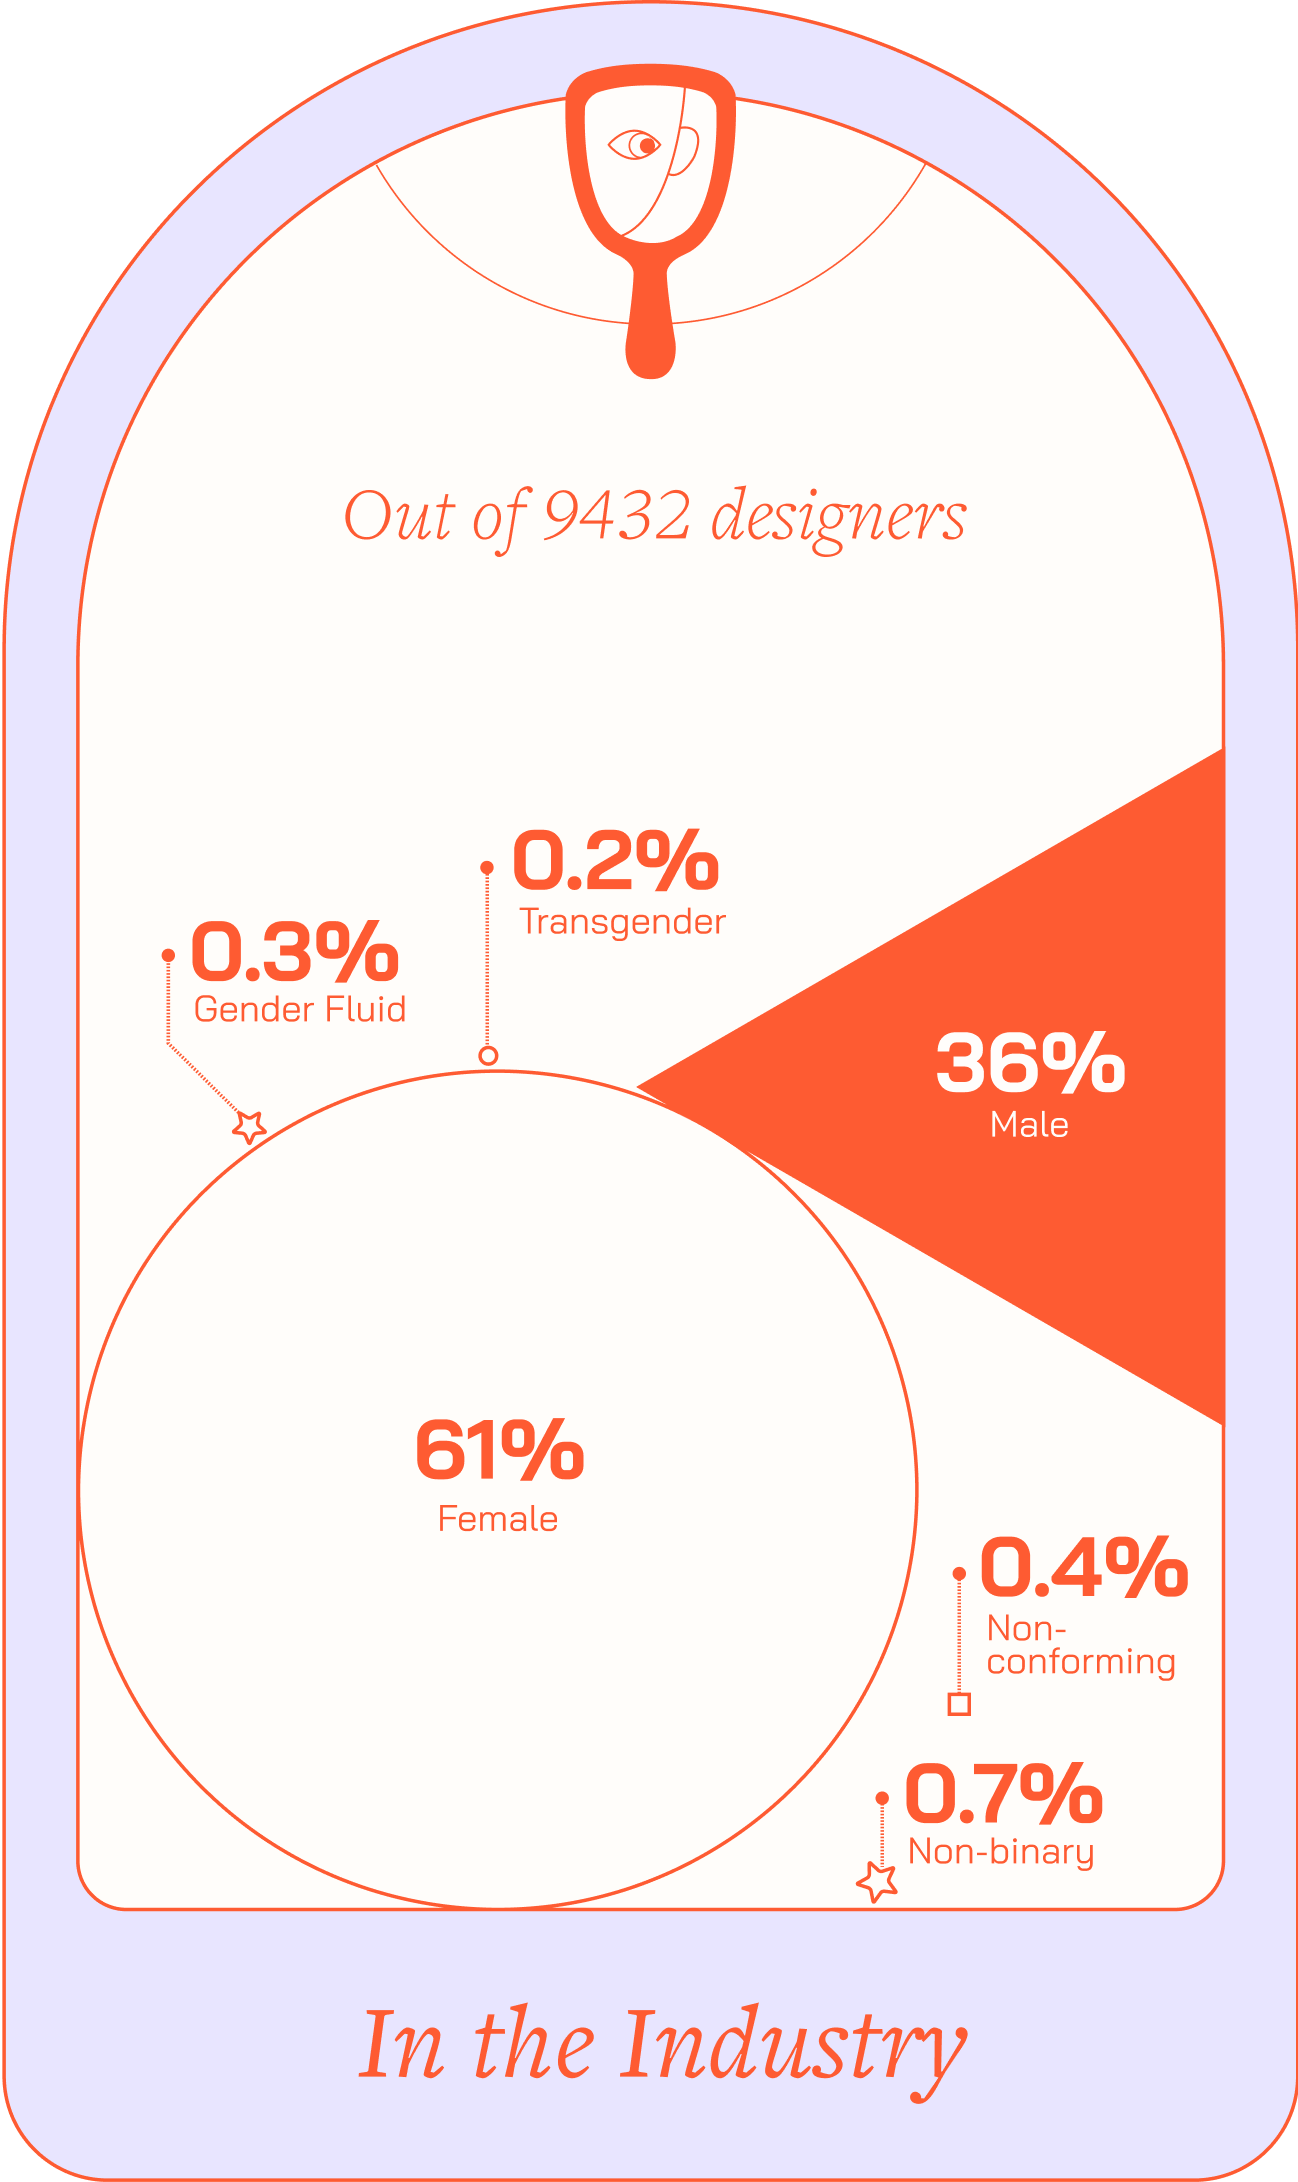 Out of 9432 designers
0.2%
Transgender
0.3%
Gender Fluid
36%
Male
61%
Female
0.4%
Non-
conforming
0.7%
Non-binary
In the Industry